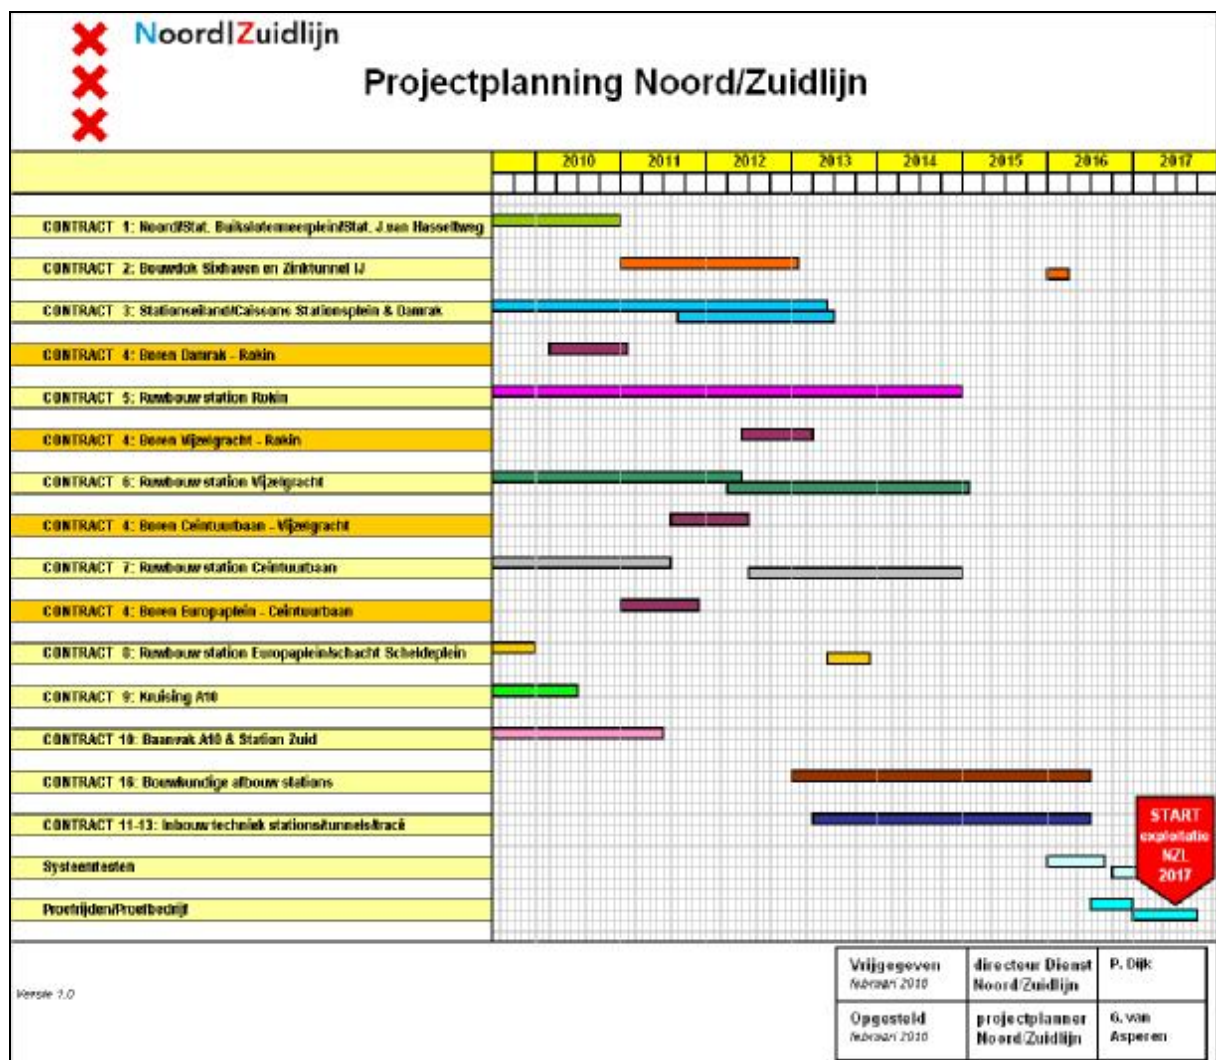 Noord|Zuidlijn
Projectplanning Noord/Zuidlijn
2010 2011 2012 2013 2014 2015 2016 2017
CONTRACT 1: Noord/Stat. Buikslotermeerplein/Stat. J.van Hasseltweg
CONTRACT 2: Bouwdok Sixhaven en Zinktunnel IJ
CONTRACT 3: Stationseiland/Caissons Stationsplein & Damrak
CONTRACT 4: Boren Damrak - Rokin
CONTRACT 5: Ruwbouw station Rokin
CONTRACT 4: Boren Vijzelgracht - Rokin
CONTRACT 6: Ruwbouw station Vijzelgracht
CONTRACT 4: Boren Ceintuurbaan - Vijzelgracht
CONTRACT 7: Ruwbouw station Ceintuurbaan
CONTRACT 4: Boren Europaplein - Ceintuurbaan
CONTRACT 8: Ruwbouw station Europaplein/schacht Scheldeplein
CONTRACT 9: Kruising A10
CONTRACT 10: Baanvak A10 & Station Zuid
CONTRACT 16: Bouwkundige afbouw stations
CONTRACT 11-13: Inbouw techniek stations/tunnels/tracé
Systeemtesten
Proefrijden/Proefbedrijf
START
exploitatie
NZL
2017
Vrijgegeven directeur Dienst P. Dijk
februari 2010 Noord/Zuidlijn
Versie 1.0
Opgesteld projectplanner G. van
februari 2010 Noord/Zuidlijn Asperen